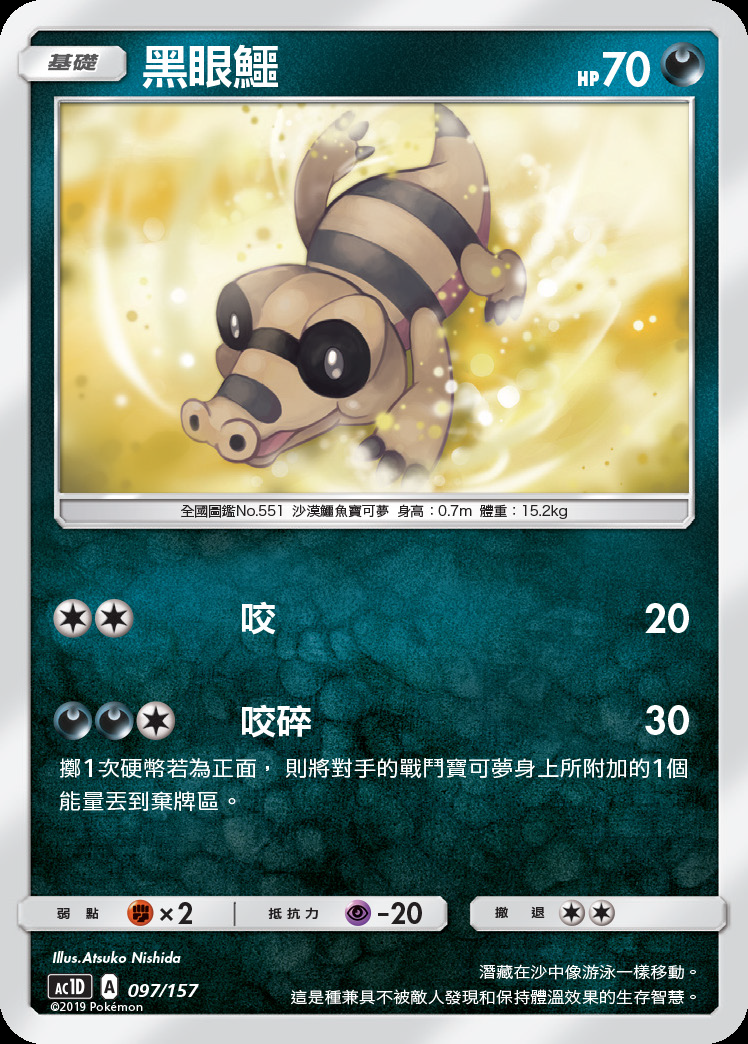 基礎 黑眼鱷 HP70
全國圖鑑No.551 沙漠鱷魚寶可夢 身高：0.7m 體重：15.2kg
咬 20
咬碎 30
擲1次硬幣若為正面， 則將對手的戰鬥寶可夢身上所附加的1個
能量丟到棄牌區。
弱點 ×2 抵抗力 -20 撤退
Illus.Atsuko Nishida
AC1D A 097/157
©2019 Pokémon
潛藏在沙中像游泳一樣移動。
這是種兼具不被敵人發現和保持體溫效果的生存智慧。